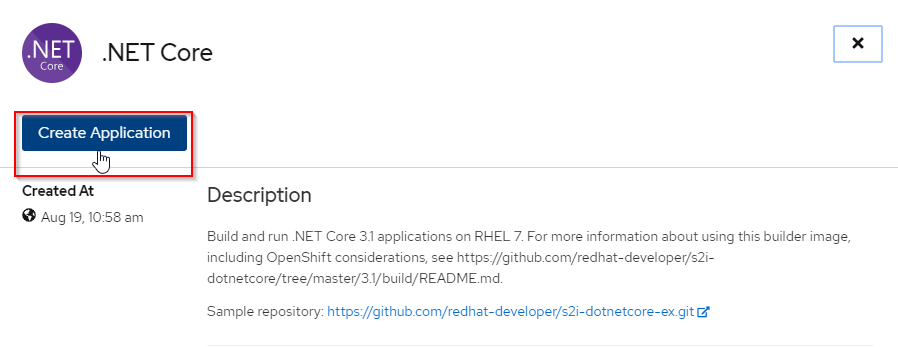 .NET
Core
.NET Core
×
Create Application
Created At
Aug 19, 10:58 am
Description
Build and run .NET Core 3.1 applications on RHEL 7. For more information about using this builder image,
including OpenShift considerations, see https://github.com/redhat-developer/s2i-
dotnetcore/tree/master/3.1/build/README.md.
Sample repository: https://github.com/redhat-developer/s2i-dotnetcore-ex.git